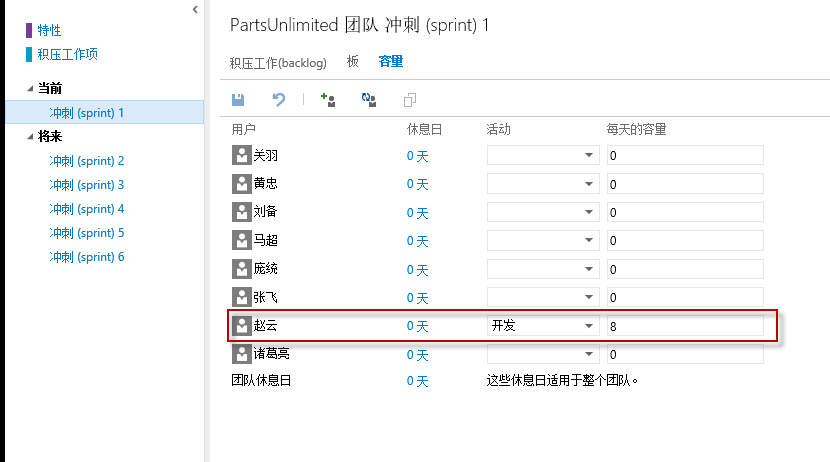 特性
积压工作项
当前
冲刺 (sprint) 1
将来
冲刺 (sprint) 2
冲刺 (sprint) 3
冲刺 (sprint) 4
冲刺 (sprint) 5
冲刺 (sprint) 6
PartsUnlimited 团队 冲刺 (sprint) 1
积压工作(backlog) 板 容量
用户 休息日 活动 每天的容量
关羽 0 天 0
黄忠 0 天 0
刘备 0 天 0
马超 0 天 0
庞统 0 天 0
张飞 0 天 0
赵云 0 天 开发 8
诸葛亮 0 天 0
团队休息日 0 天 这些休息日适用于整个团队。